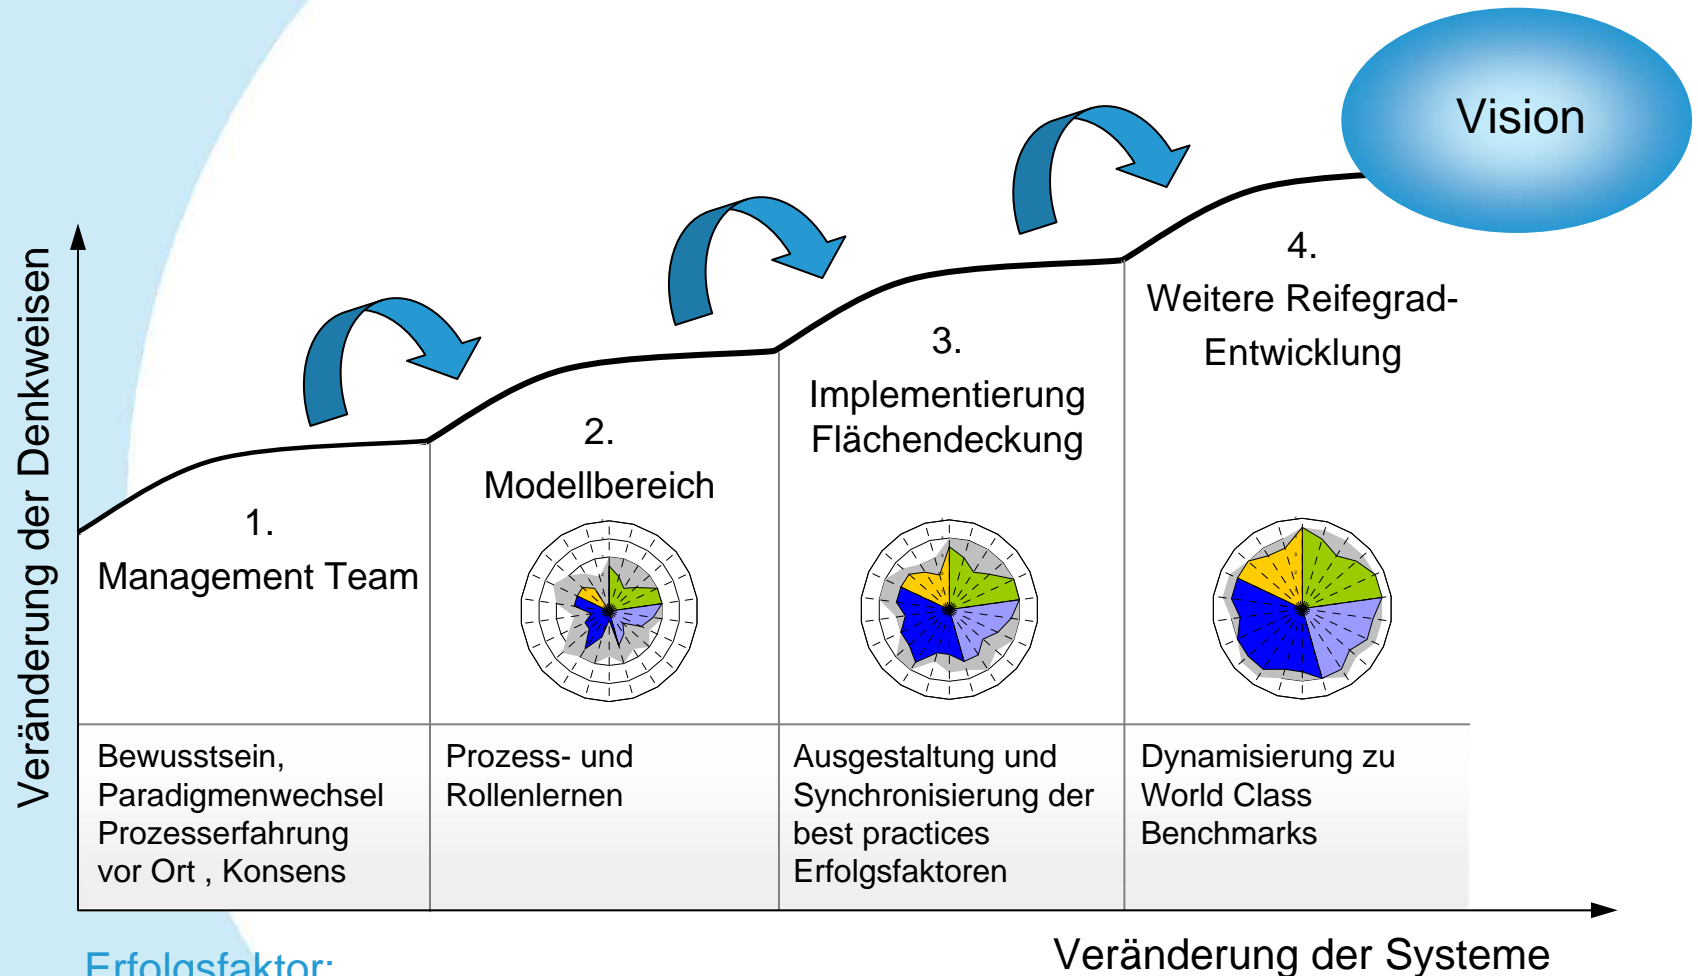 Vision
Veränderung der Denkweisen
1.
Management Team
2.
Modellbereich
3.
Implementierung
Flächendeckung
4.
Weitere Reifegrad-
Entwicklung
Bewusstsein,
Paradigmenwechsel
Prozesserfahrung
vor Ort , Konsens
Prozess- und
Rollenlernen
Ausgestaltung und
Synchronisierung der
best practices
Erfolgsfaktoren
Dynamisierung zu
World Class
Benchmarks
Veränderung der Systeme
Erfolgsfaktor: